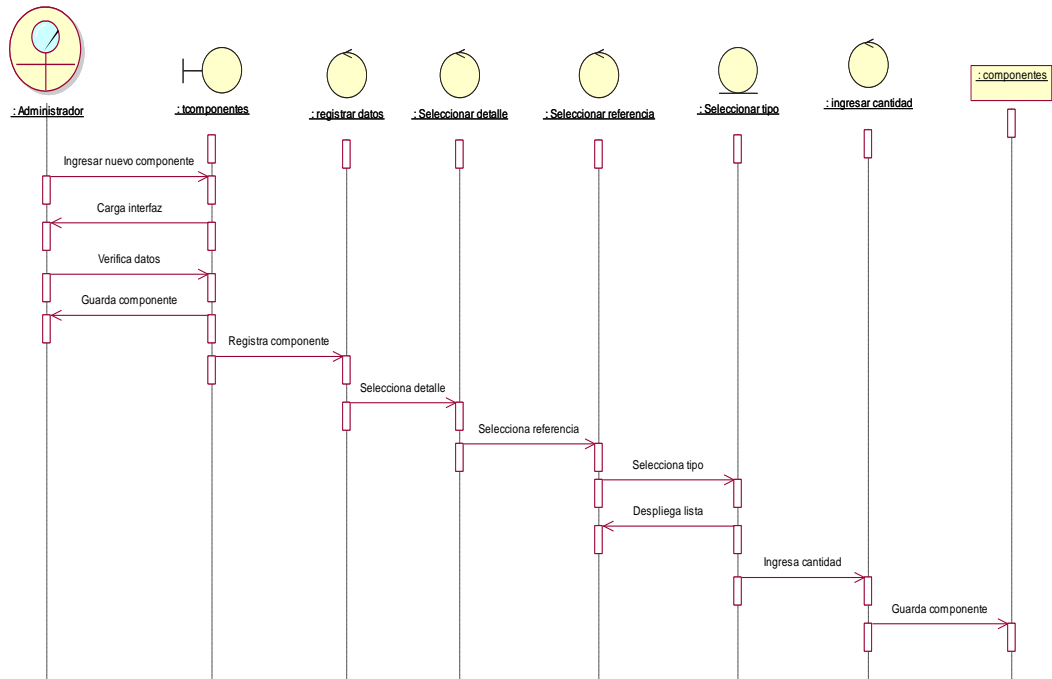 : Administrador
: tcomponentes
: registrar datos
: Seleccionar detalle
: Seleccionar referencia
: Seleccionar tipo
: ingresar cantidad
: componentes
Ingresar nuevo componente
Carga interfaz
Verifica datos
Guarda componente
Registra componente
Selecciona detalle
Selecciona referencia
Selecciona tipo
Despliega lista
Ingresa cantidad
Guarda componente